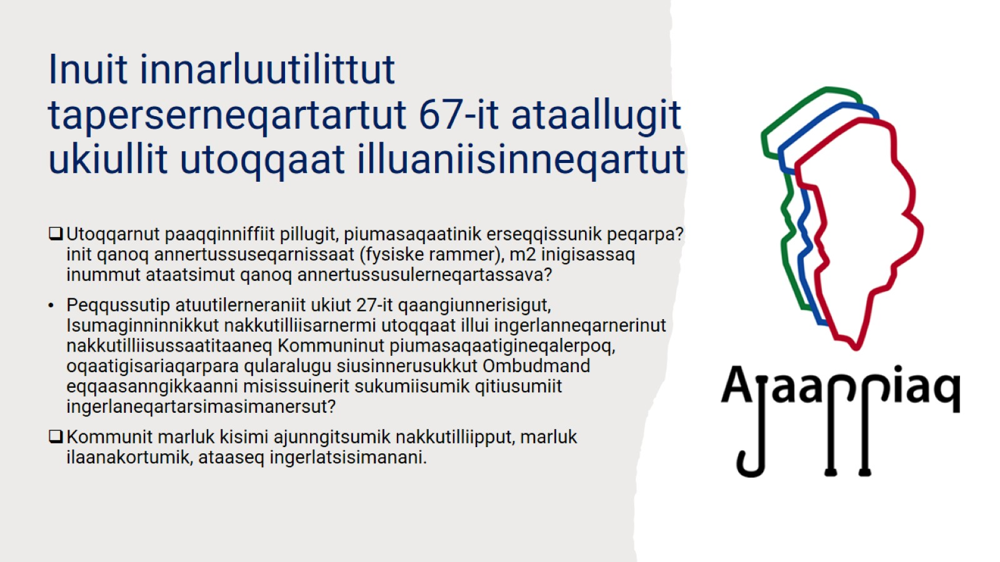 Inuit innarluutilittut
taperserneqartartut 67-it ataallugit
ukiullit utoqqaat illuaniisinneqartut
❑ Utoqqarnut paaqqinniffiit pillugit, piumasaqaatinik erseqqissunik peqarpa?
init qanoq annertussuseqarnissaat (fysiske rammer), m2 inigisassaq
inummut ataatsimut qanoq annertussusulerneqartassava?
• Peqqussutip atuutilerneraniit ukiut 27-it qaangiunnerisigut,
Isumaginninnikkut nakkutilliisarnermi utoqqaat illui ingerlanneqarnerinut
nakkutilliisussaatitaaneq Kommuninut piumasaqaatigineqalerpoq,
oqaatigisariaqarpara qularalugu siusinnerusukkut Ombudmand
eqqaasanngikkaanni misissuinerit sukumiisumik qitiusumiit
ingerlaneqartarsimasimanersut?
❑ Kommunit marluk kisimi ajunngitsumik nakkutilliipput, marluk
ilaanakortumik, ataaseq ingerlatsisimanani.
Ajaanniaq